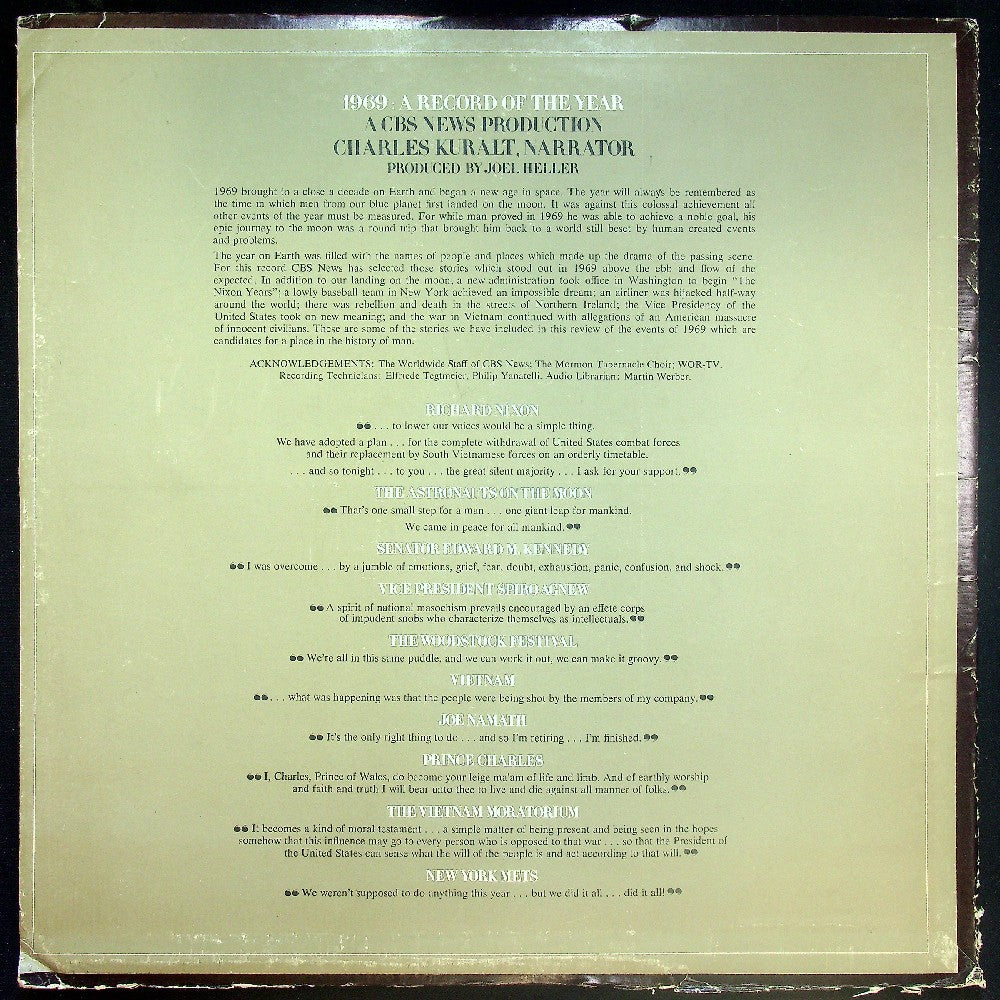 1969: A RECORD OF THE YEAR
A CBS NEWS PRODUCTION
CHARLES KURALT, NARRATOR
PRODUCED BY JOEL HELLER
1969 brought in a close a decade on Earth and began a new age in space. The year will always be remembered as
the time in which men from our blue planet first landed on the moon. It was against this colossal achievement all
other events of the year must be measured. For while man proved in 1969 he was able to achieve a noble goal, his
epic journey to the moon was a round trip that brought him back to a world still beset by human created events
and problems.
The year on Earth was filled with the names of people and places which made up the drama of the passing scene.
For this record CBS News has selected those stories which stood out in 1969 above the ebb and flow of the
expected. In addition to our landing on the moon, a new administration took office in Washington to begin "The
Nixon Years"; a lowly baseball team in New York achieved an impossible dream; an airliner was hijacked half-way
around the world; there was rebellion and death in the streets of Northern Ireland; the Vice Presidency of the
United States took on new meaning; and the war in Vietnam continued with allegations of an American massacre
of innocent civilians. These are some of the stories we have included in this review of the events of 1969 which are
candidates for a place in the history of man.
ACKNOWLEDGEMENTS: The Worldwide Staff of CBS News; The Mormon Tabernacle Choir; WOR-TV.
Recording Technicians: Elfriede Tegtmeier, Philip Yanatelli. Audio Librarian: Martin Werber.
RICHARD NIXON
“. . . to lower our voices would be a simple thing.
We have adopted a plan . . . for the complete withdrawal of United States combat forces
and their replacement by South Vietnamese forces on an orderly timetable.
. . . and so tonight . . . to you . . . the great silent majority . . . I ask for your support.”
THE ASTRONAUTS ON THE MOON
“That's one small step for a man . . . one giant leap for mankind.
We came in peace for all mankind.”
SENATOR EDWARD M. KENNEDY
“I was overcome . . . by a jumble of emotions, grief, fear, doubt, exhaustion, panic, confusion, and shock.”
VICE PRESIDENT SPIRO AGNEW
“A spirit of national masochism prevails encouraged by an effete corps
of impudent snobs who characterize themselves as intellectuals.”
THE WOODSTOCK FESTIVAL
“We're all in this same puddle, and we can work it out, we can make it groovy.”
VIETNAM
“. . . what was happening was that the people were being shot by the members of my company.”
JOE NAMATH
“It's the only right thing to do . . . and so I'm retiring . . . I'm finished.”
PRINCE CHARLES
“I, Charles, Prince of Wales, do become your leige ma'am of life and limb. And of earthly worship
and faith and truth I will bear unto thee to live and die against all manner of folks.”
THE VIETNAM MORATORIUM
“It becomes a kind of moral testament . . . a simple matter of being present and being seen in the hopes
somehow that this influence may go to every person who is opposed to that war . . . so that the President of
the United States can sense what the will of the people is and act according to that will.”
NEW YORK METS
“We weren't supposed to do anything this year . . . but we did it all . . . did it all!”